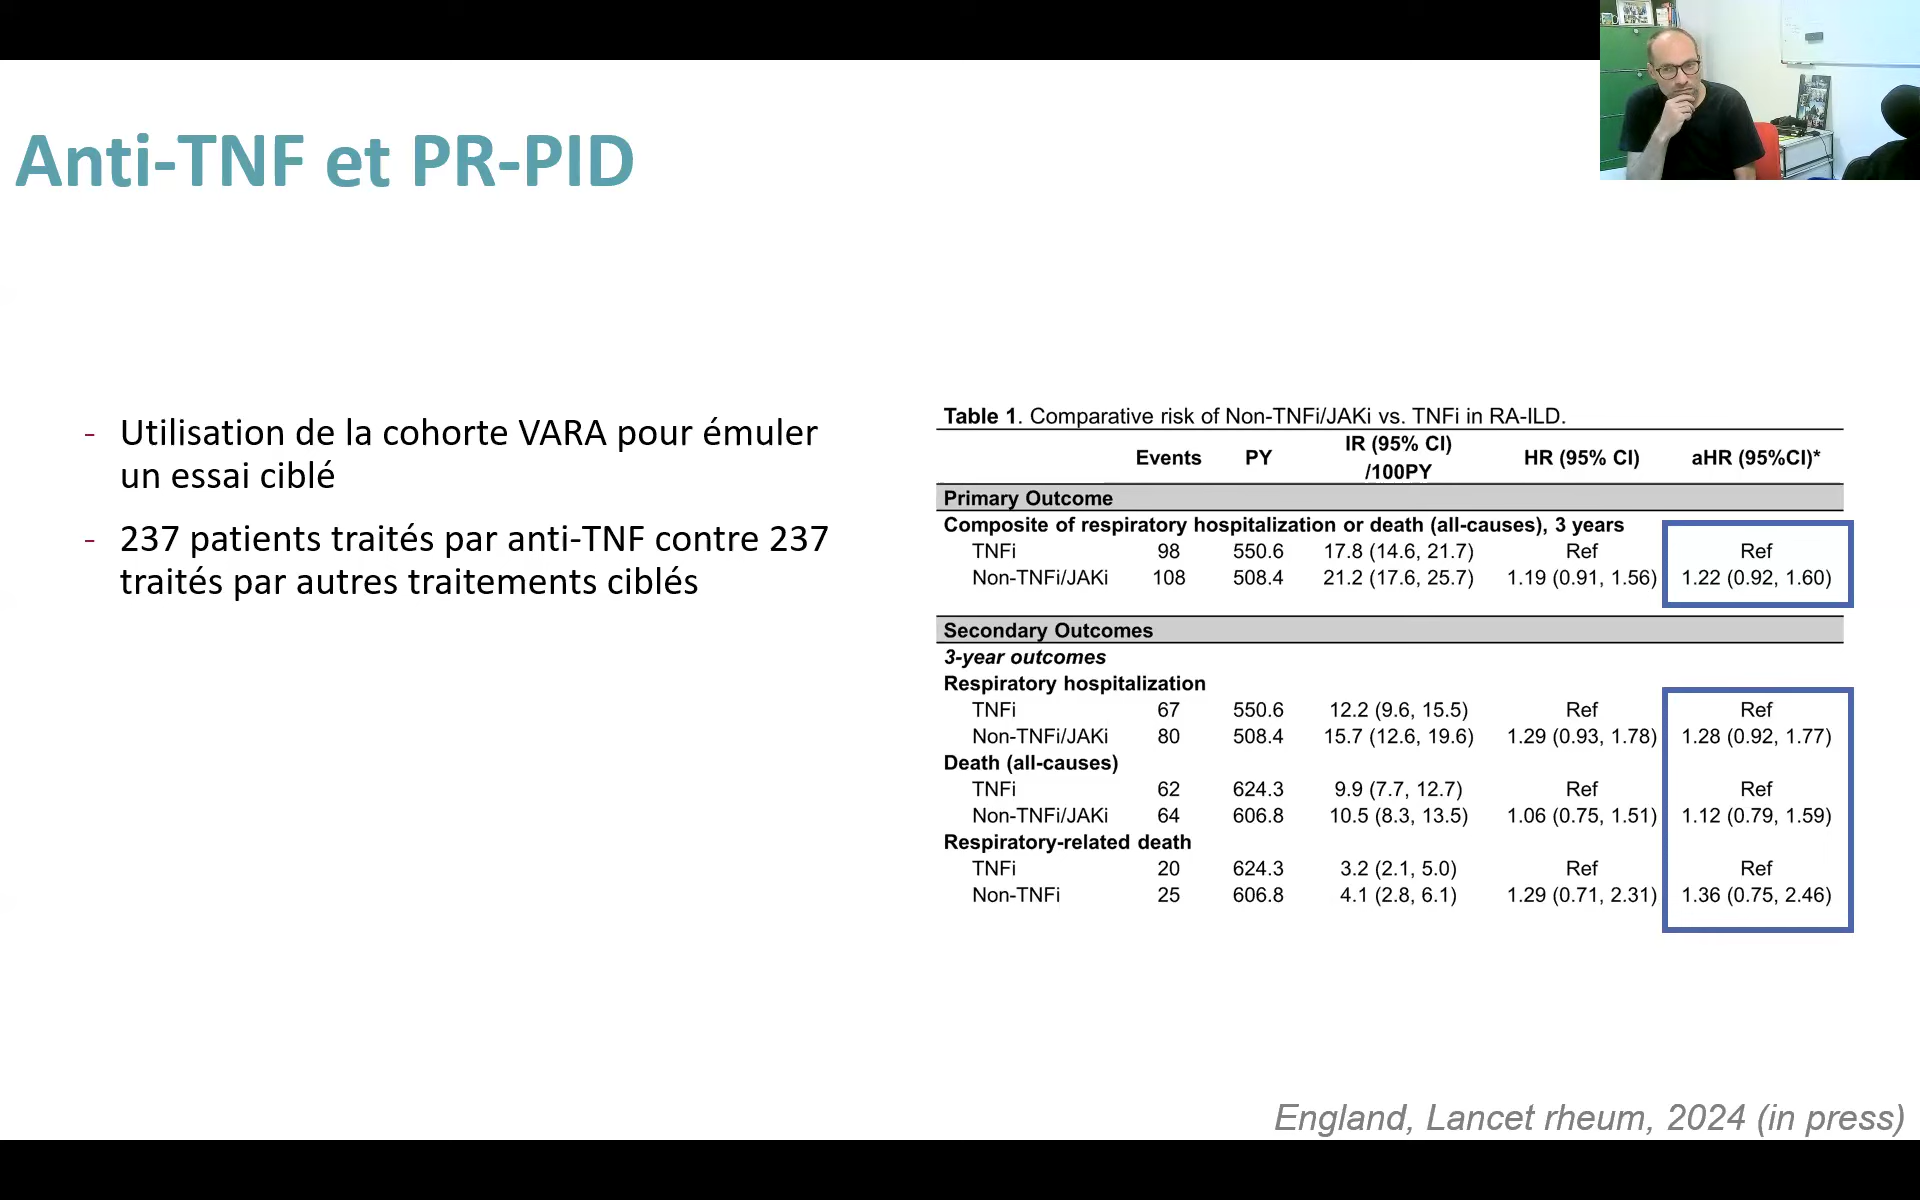 Anti-TNF et PR-PID
- Utilisation de la cohorte VARA pour émuler
un essai ciblé
- 237 patients traités par anti-TNF contre 237
traités par autres traitements ciblés
Table 1. Comparative risk of Non-TNFi/JAKi vs. TNFi in RA-ILD.
Events PY IR (95% CI) /100PY HR (95% CI) aHR (95%CI)*
Primary Outcome
Composite of respiratory hospitalization or death (all-causes), 3 years
TNFi 98 550.6 17.8 (14.6, 21.7) Ref Ref
Non-TNFi/JAKi 108 508.4 21.2 (17.6, 25.7) 1.19 (0.91, 1.56) 1.22 (0.92, 1.60)
Secondary Outcomes
3-year outcomes
Respiratory hospitalization
TNFi 67 550.6 12.2 (9.6, 15.5) Ref Ref
Non-TNFi/JAKi 80 508.4 15.7 (12.6, 19.6) 1.29 (0.93, 1.78) 1.28 (0.92, 1.77)
Death (all-causes)
TNFi 62 624.3 9.9 (7.7, 12.7) Ref Ref
Non-TNFi/JAKi 64 606.8 10.5 (8.3, 13.5) 1.06 (0.75, 1.51) 1.12 (0.79, 1.59)
Respiratory-related death
TNFi 20 624.3 3.2 (2.1, 5.0) Ref Ref
Non-TNFi 25 606.8 4.1 (2.8, 6.1) 1.29 (0.71, 2.31) 1.36 (0.75, 2.46)
England, Lancet rheum, 2024 (in press)